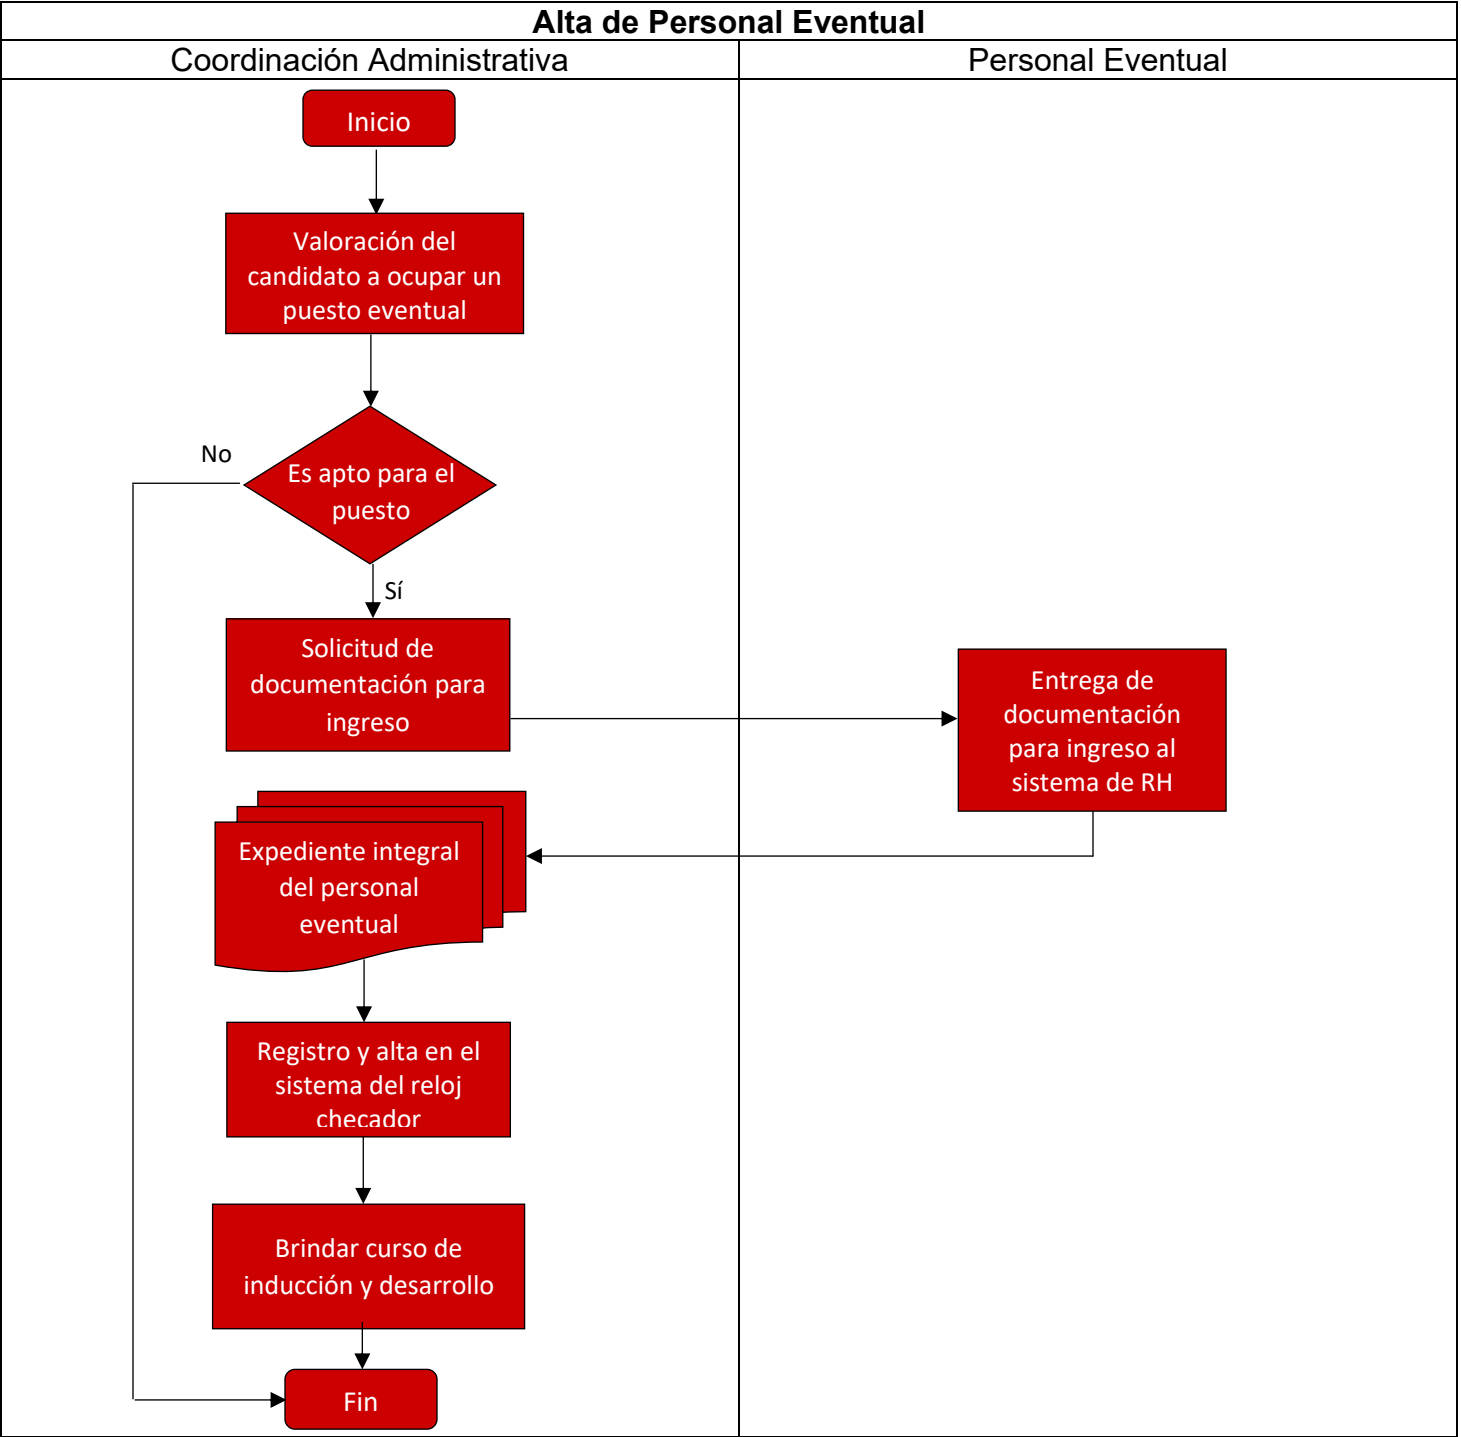 Alta de Personal Eventual
Coordinación Administrativa
Personal Eventual
Inicio
Valoración del
candidato a ocupar un
puesto eventual
No
Es apto para el
puesto
Sí
Solicitud de
documentación para
ingreso
Entrega de
documentación
para ingreso al
sistema de RH
Expediente integral
del personal
eventual
Registro y alta en el
sistema del reloj
checador
Brindar curso de
inducción y desarrollo
Fin